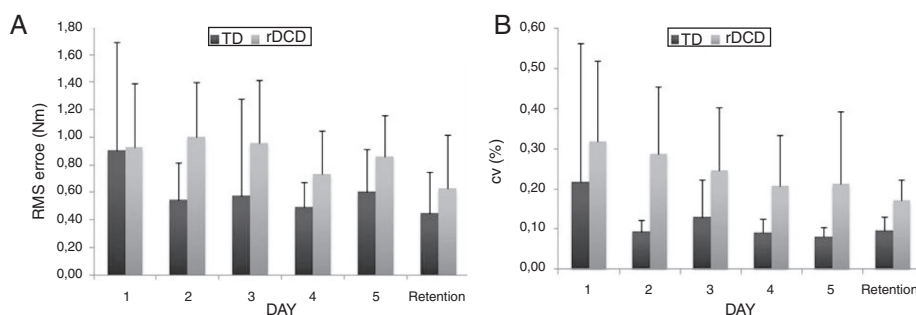 A
TD rDCD
RMS erroe (Nm)
1,80
1,60
1,40
1,20
1,00
0,80
0,60
0,40
0,20
0,00
1 2 3 4 5 Retention
DAY
B
TD rDCD
cv (%)
0,60
0,50
0,40
0,30
0,20
0,10
0,00
1 2 3 4 5 Retention
DAY